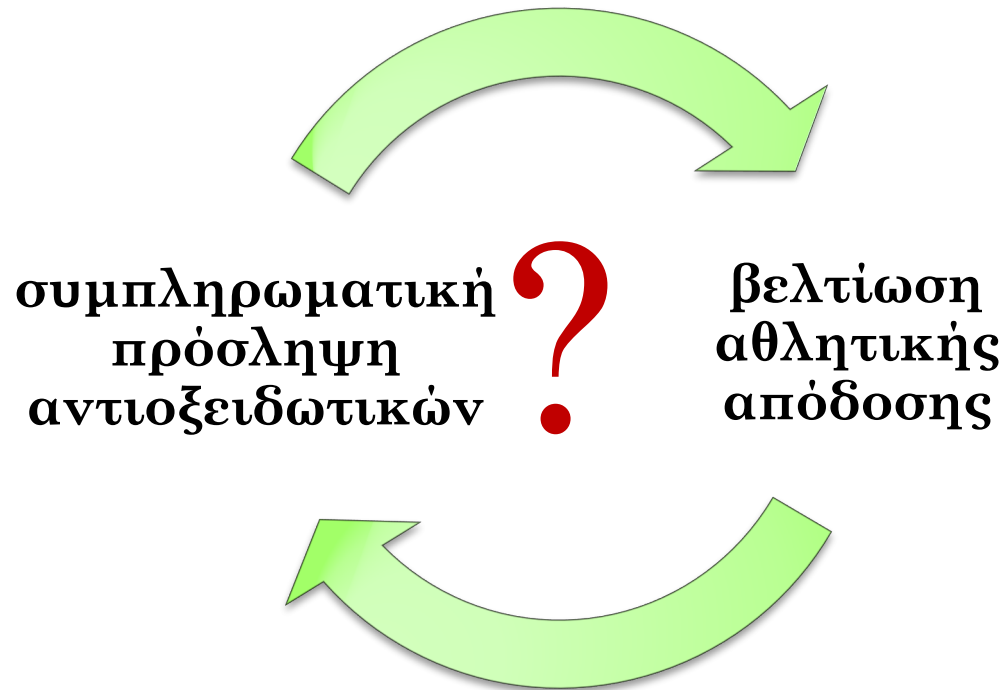 συμπληρωματική
πρόσληψη
αντιοξειδωτικών
?
βελτίωση
αθλητικής
απόδοσης